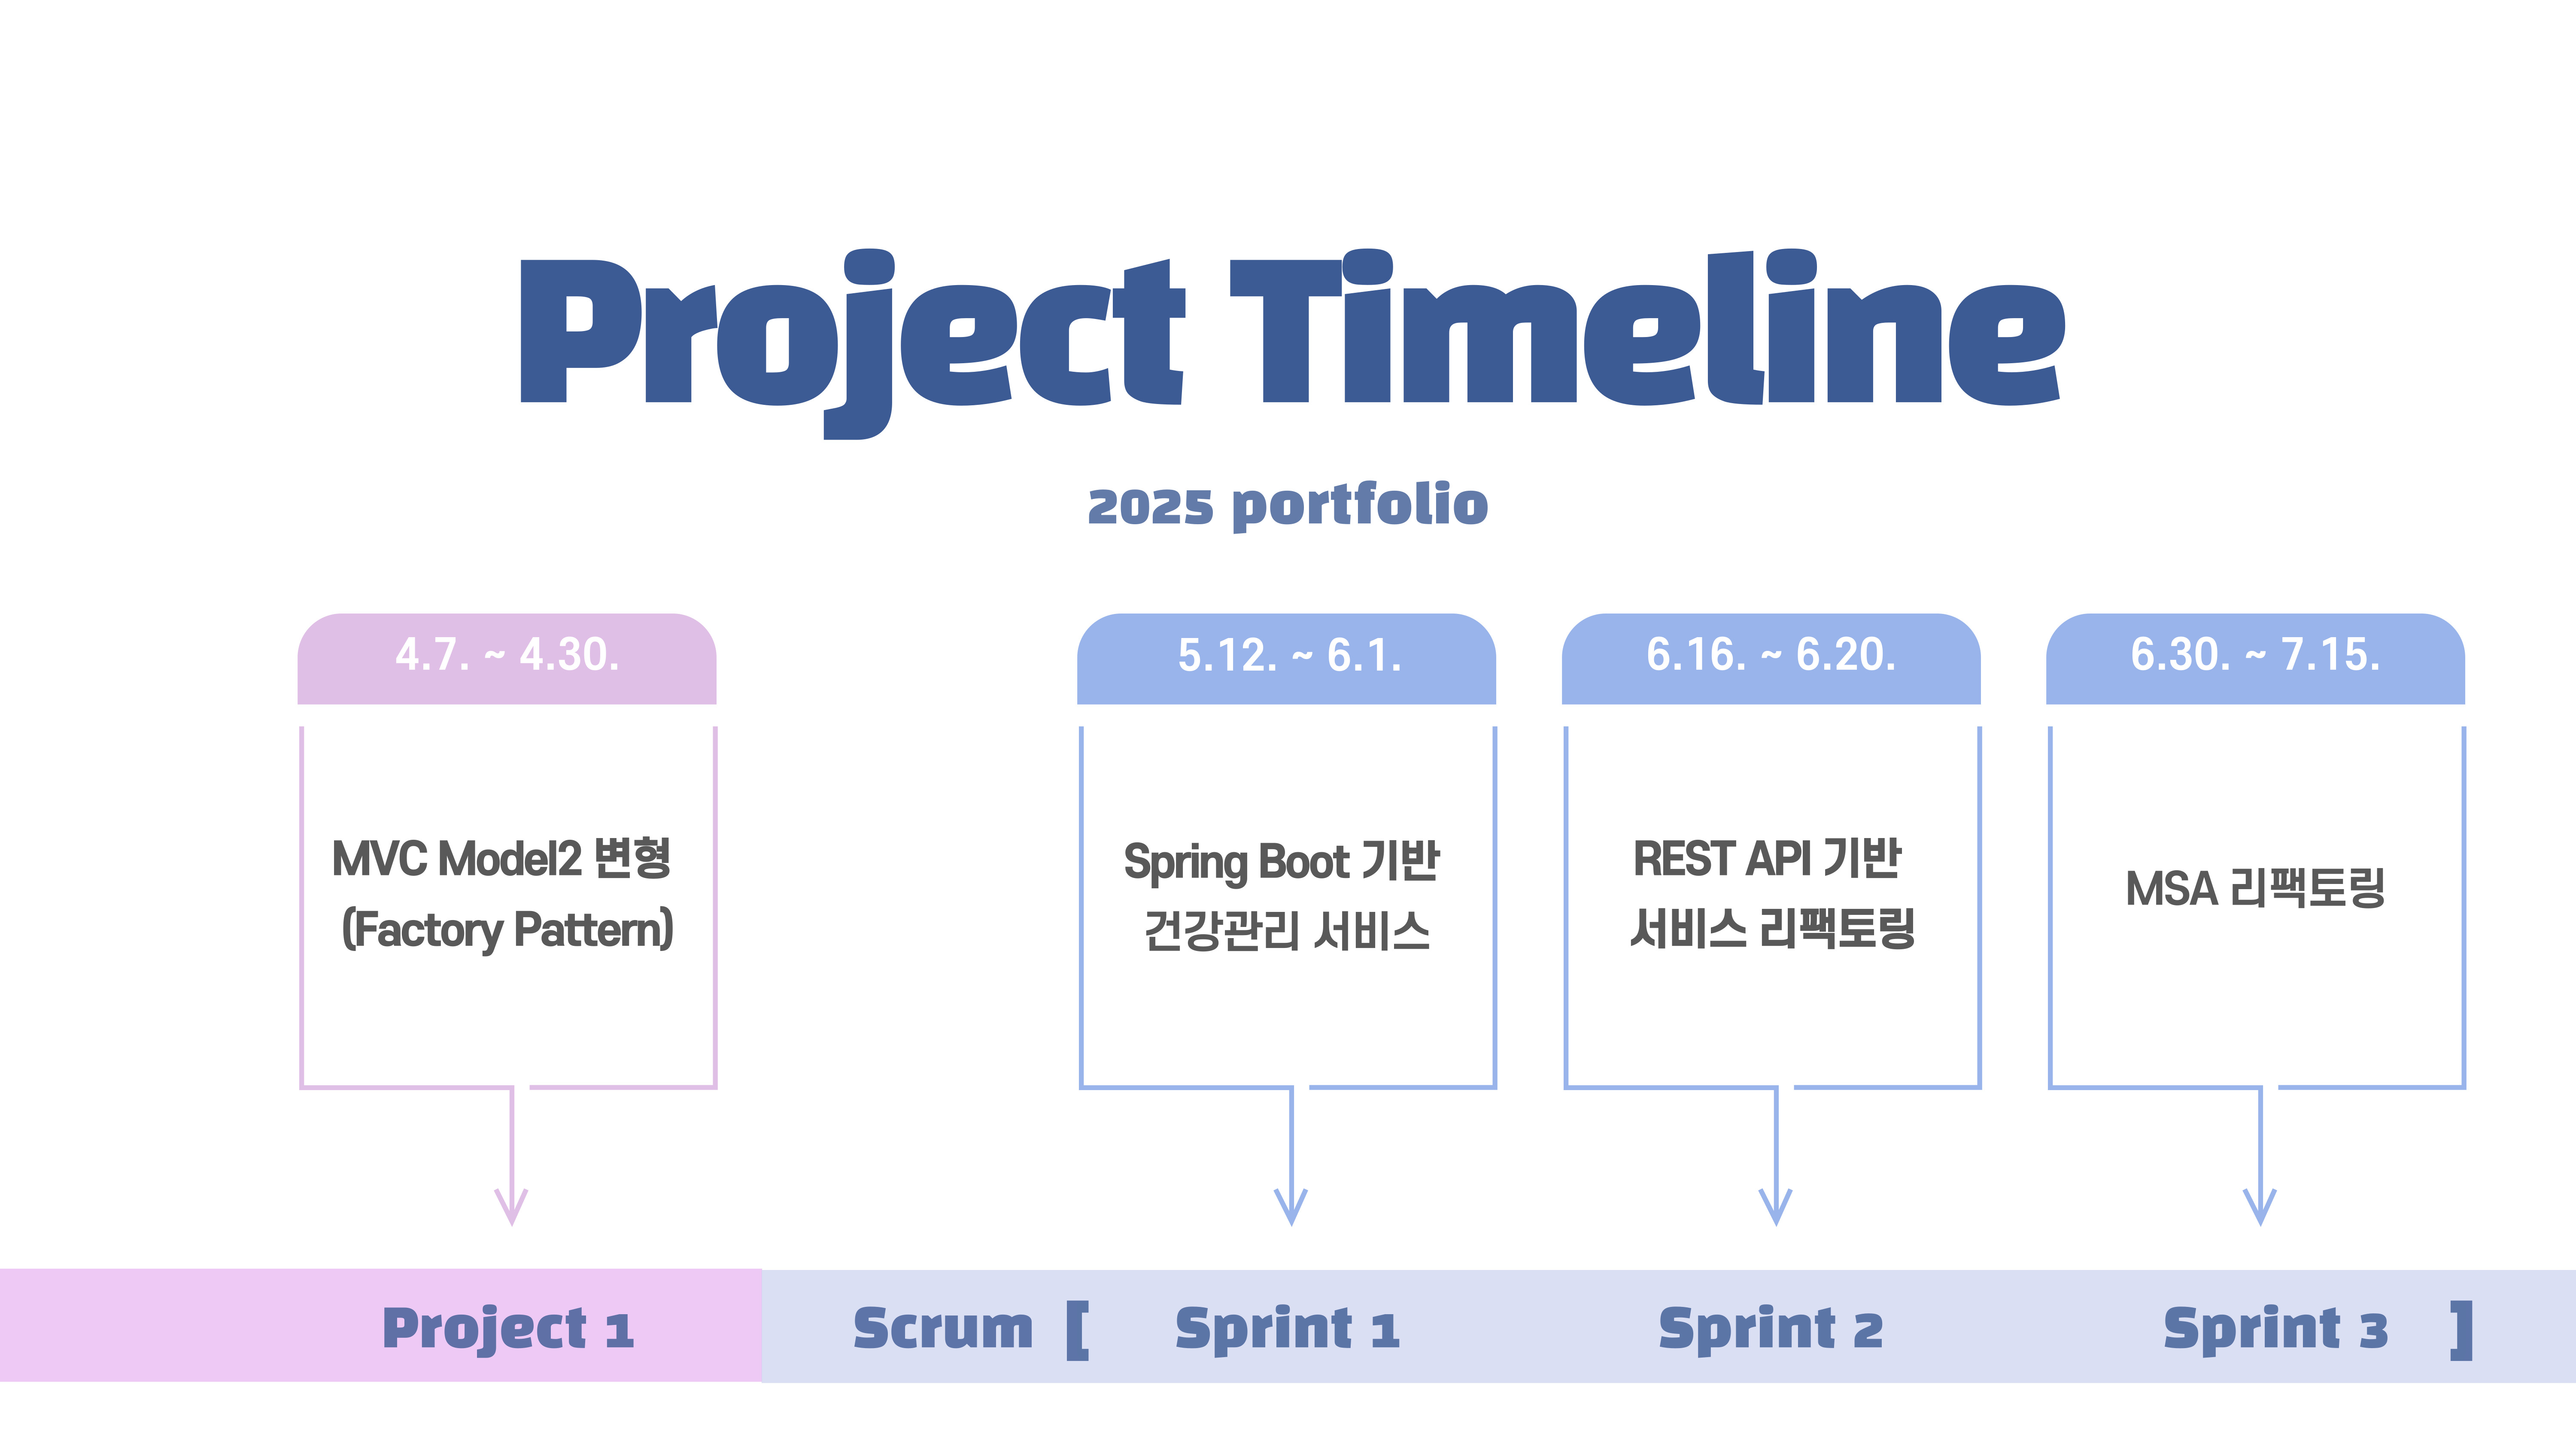 Project Timeline
2025 portfolio
4.7. ~ 4.30.
MVC Model2 변형
(Factory Pattern)
5.12. ~ 6.1.
Spring Boot 기반
건강관리 서비스
6.16. ~ 6.20.
REST API 기반
서비스 리팩토링
6.30. ~ 7.15.
MSA 리팩토링
Project 1
Scrum [ Sprint 1 Sprint 2 Sprint 3 ]